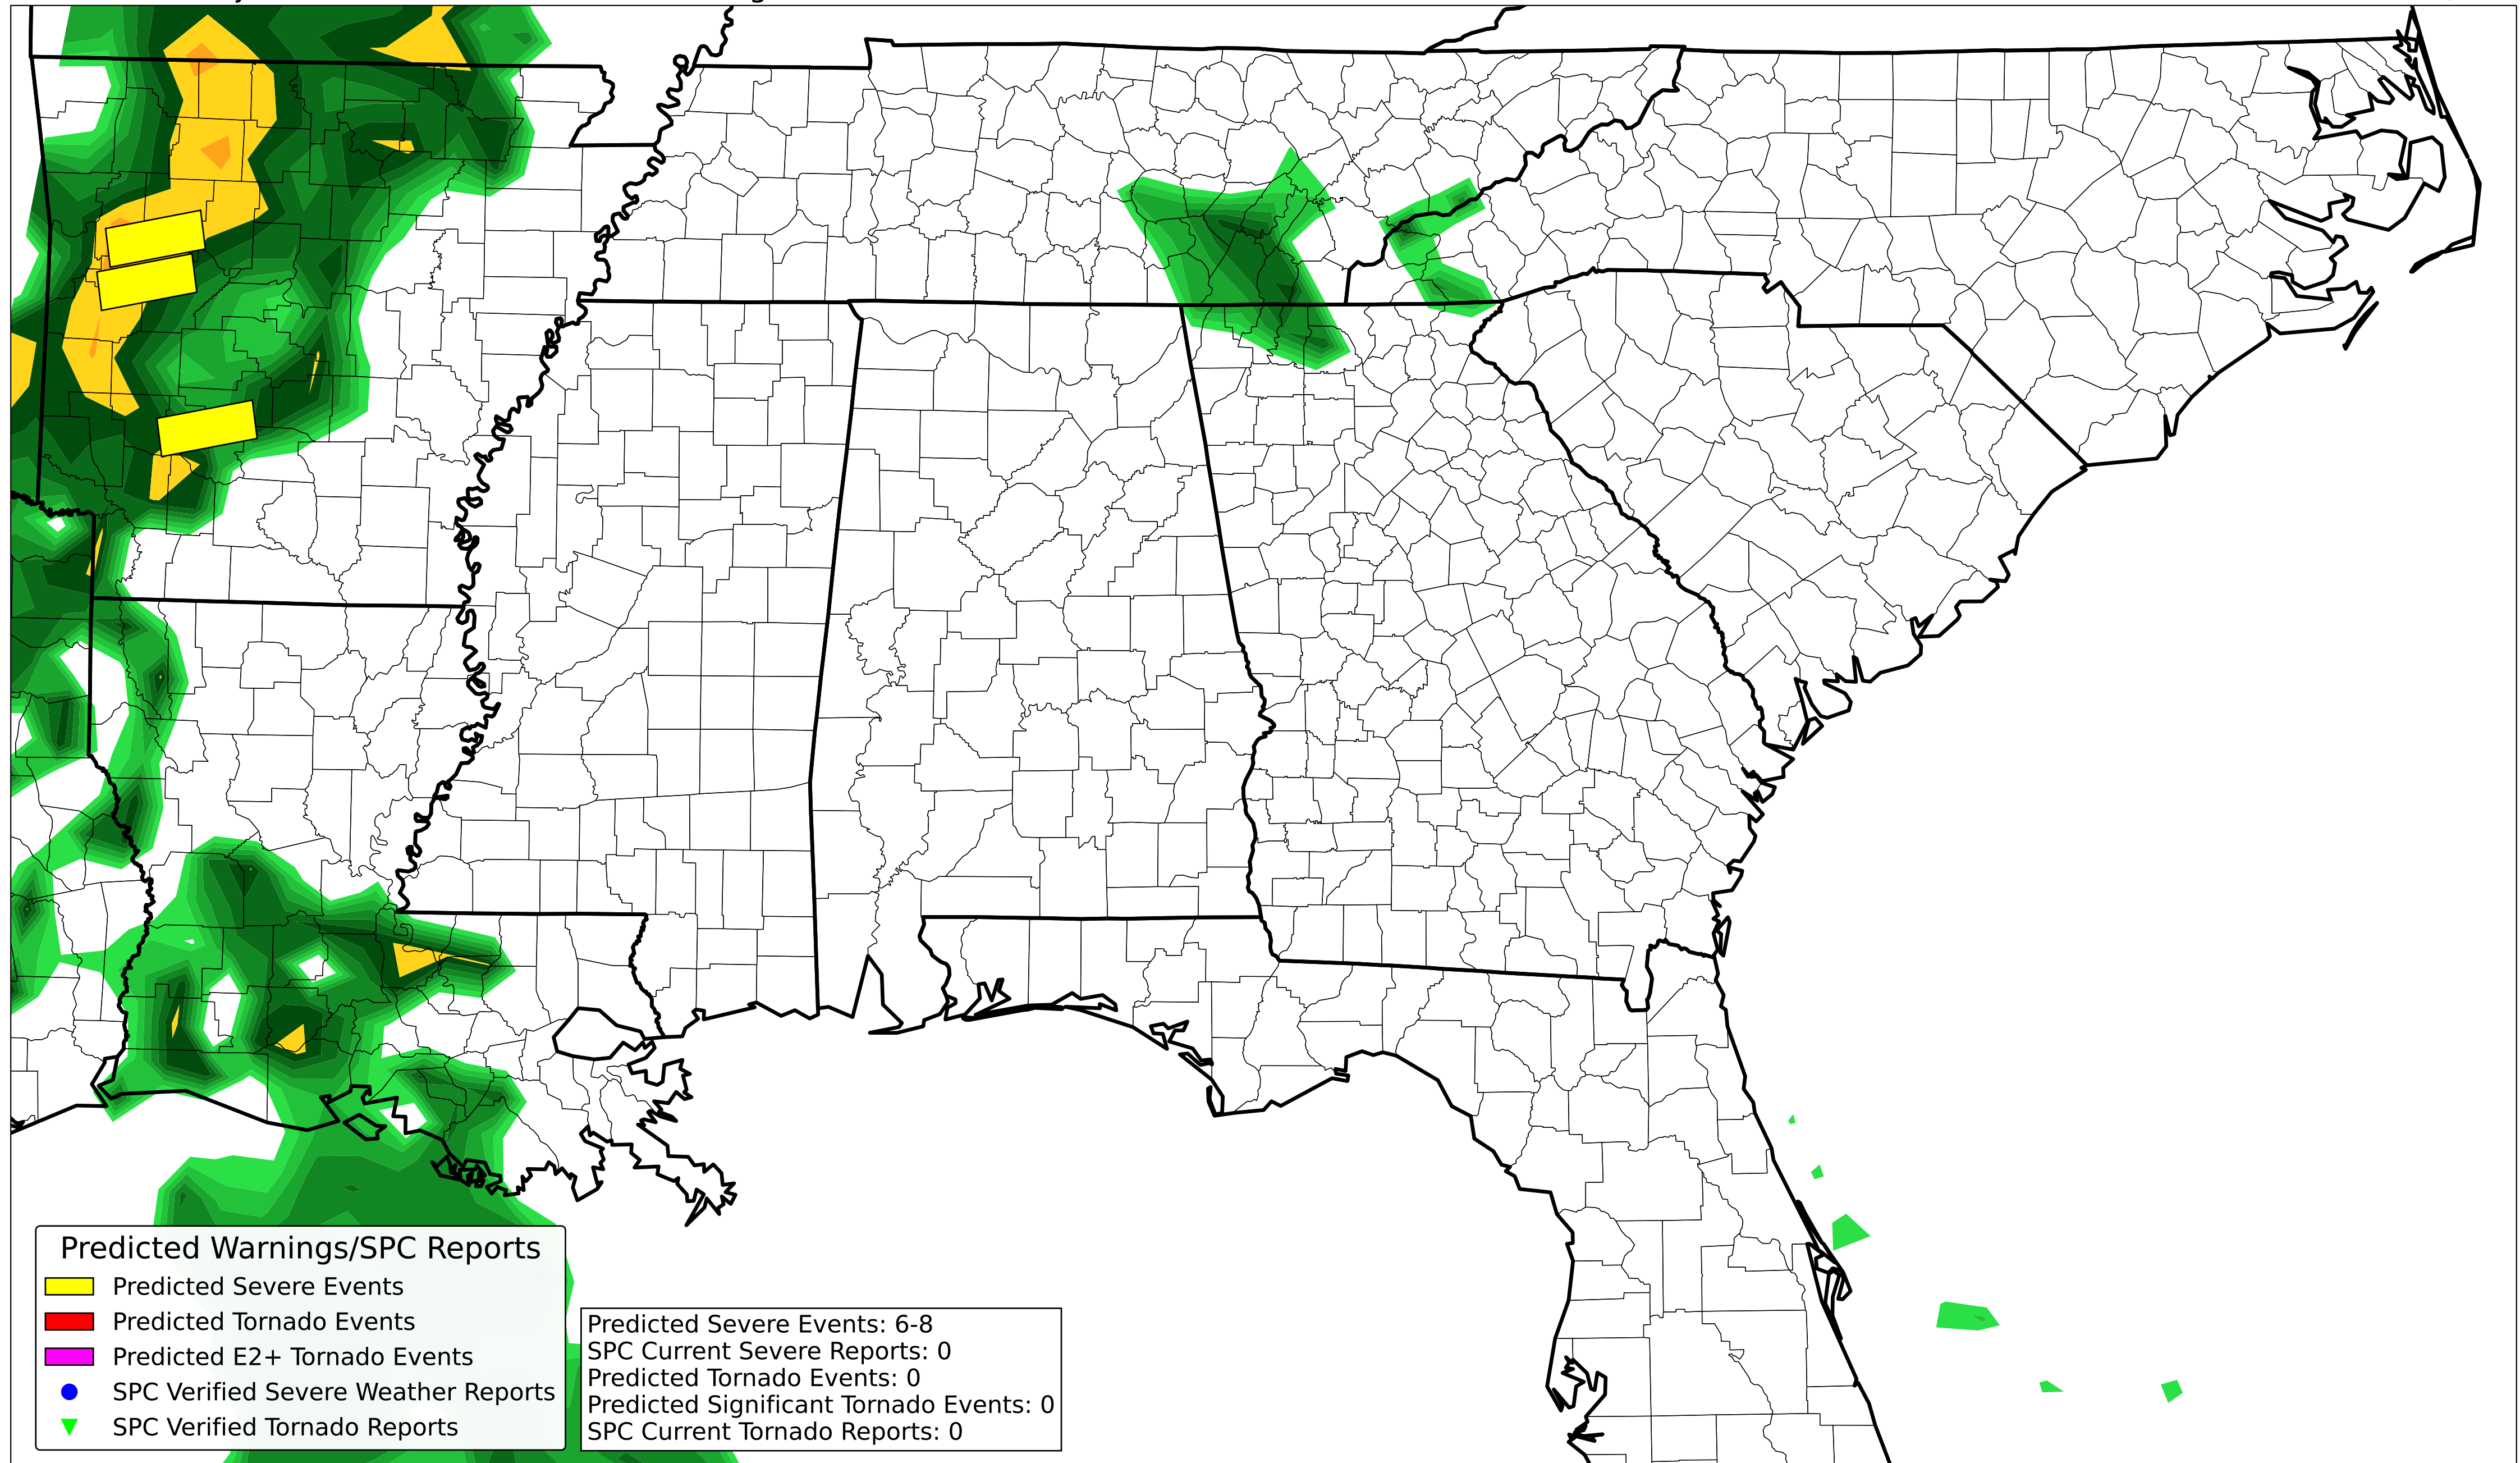 Predicted Warnings/SPC Reports
Predicted Severe Events
Predicted Tornado Events
Predicted E2+ Tornado Events
SPC Verified Severe Weather Reports
SPC Verified Tornado Reports
Predicted Severe Events: 6-8
SPC Current Severe Reports: 0
Predicted Tornado Events: 0
Predicted Significant Tornado Events: 0
SPC Current Tornado Reports: 0